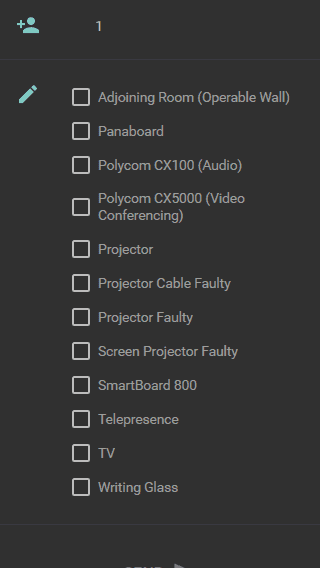 1
Adjoining Room (Operable Wall)
Panaboard
Polycom CX100 (Audio)
Polycom CX5000 (Video
Conferencing)
Projector
Projector Cable Faulty
Projector Faulty
Screen Projector Faulty
SmartBoard 800
Telepresence
TV
Writing Glass